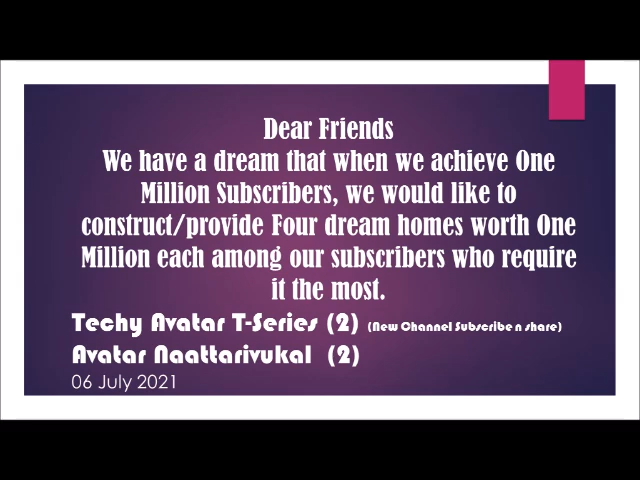 Dear Friends
We have a dream that when we achieve One
Million Subscribers, we would like to
construct/provide Four dream homes worth One
Million each among our subscribers who require
it the most.
Techy Avatar T-Series (2) (New Channel Subscribe n share)
Avatar Naattarivukal (2)
06 July 2021